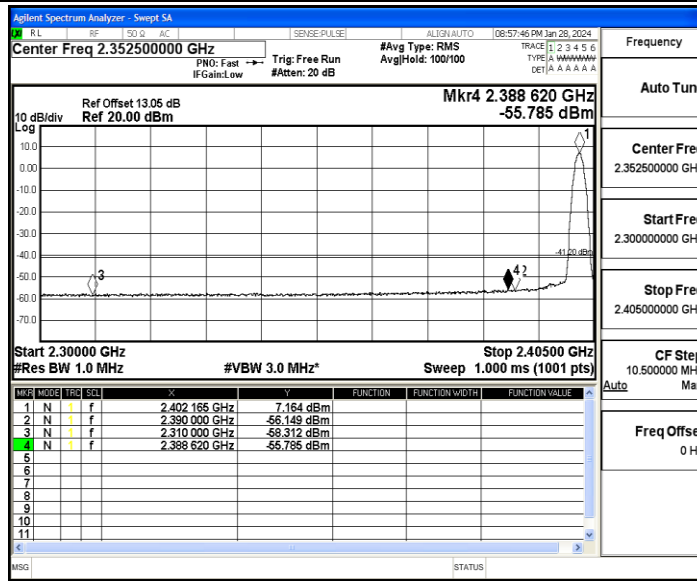 Agilent Spectrum Analyzer - Swept SA
RL RF 50 Ω AC SENSE:PULSE ALIGN AUTO 08:57:46 PM Jan 28, 2024
Center Freq 2.352500000 GHz #Avg Type: RMS TRACE 1 2 3 4 5 6
PNO: Fast Trig: Free Run Avg|Hold: 100/100 TYPE A WWWWW
IFGain:Low #Atten: 20 dB DET A A A A A A
Frequency
Auto Tun
Ref Offset 13.05 dB Mkr4 2.388 620 GHz
10 dB/div Ref 20.00 dBm -55.785 dBm
Log
10.0
0.00
-10.0
-20.0
-30.0
-40.0
-50.0
-60.0
-70.0
1
-41.20 dBm
3
4 2
Center Fre
2.352500000 GH
Start Fre
2.300000000 GH
Stop Fre
2.405000000 GH
Start 2.30000 GHz Stop 2.40500 GHz
#Res BW 1.0 MHz #VBW 3.0 MHz* Sweep 1.000 ms (1001 pts)
CF Step
10.500000 MH
Auto Ma
MKR MODE TRC SCL X Y FUNCTION FUNCTION WIDTH FUNCTION VALUE
1 N 1 f 2.402 165 GHz 7.164 dBm
2 N 1 f 2.390 000 GHz -56.149 dBm
3 N 1 f 2.310 000 GHz -58.312 dBm
4 N 1 f 2.388 620 GHz -55.785 dBm
5
6
7
8
9
10
11
Freq Offse
0 H
MSG STATUS